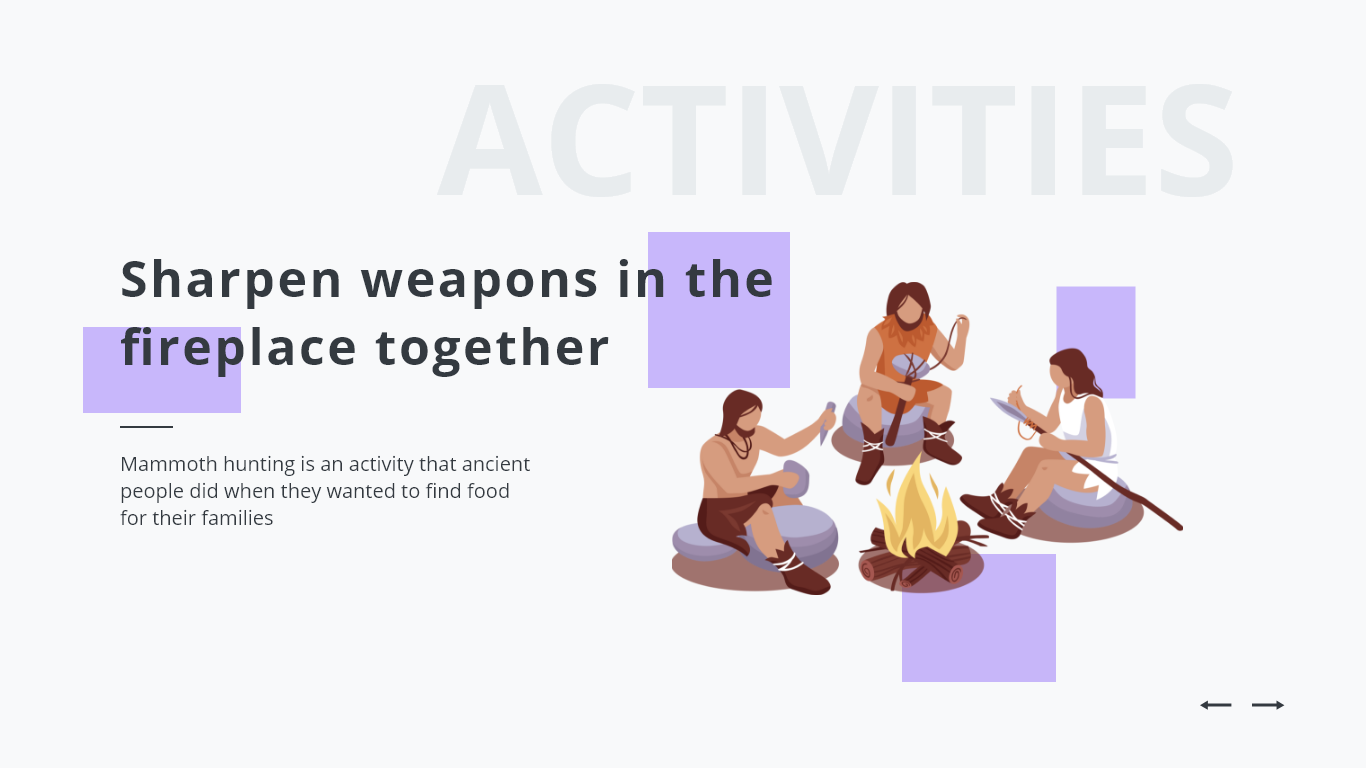 ACTIVITIES
Sharpen weapons in the
fireplace together
Mammoth hunting is an activity that ancient
people did when they wanted to find food
for their families